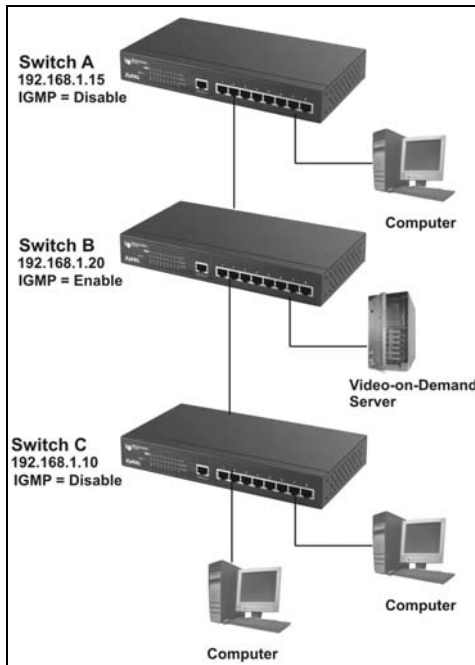 Switch A
192.168.1.15
IGMP = Disable
Computer
Switch B
192.168.1.20
IGMP = Enable
Video-on-Demand
Server
Switch C
192.168.1.10
IGMP = Disable
Computer
Computer